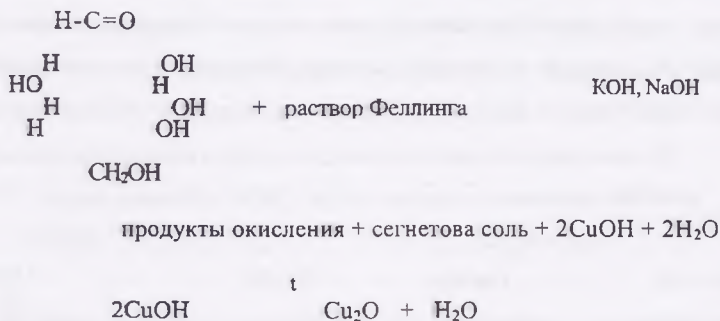 H-C=O
H OH
HO H
H OH
H OH
CH₂OH
+ раствор Феллинга KOH, NaOH
продукты окисления + сегнетова соль + 2CuOH + 2H₂O
t
2CuOH Cu₂O + H₂O